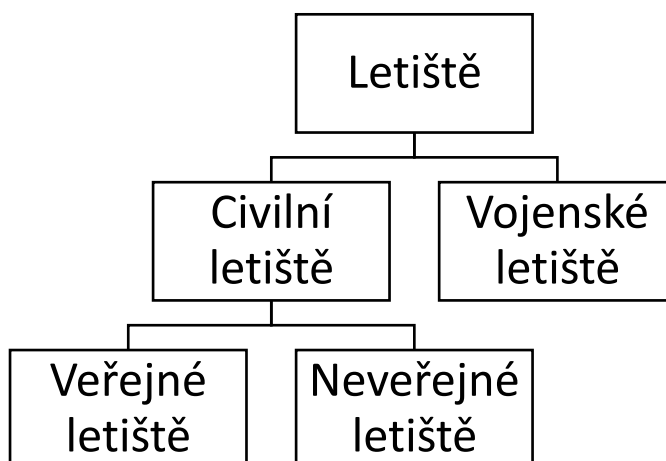 Letiště
Civilní
letiště
Vojenské
letiště
Veřejné
letiště
Neveřejné
letiště